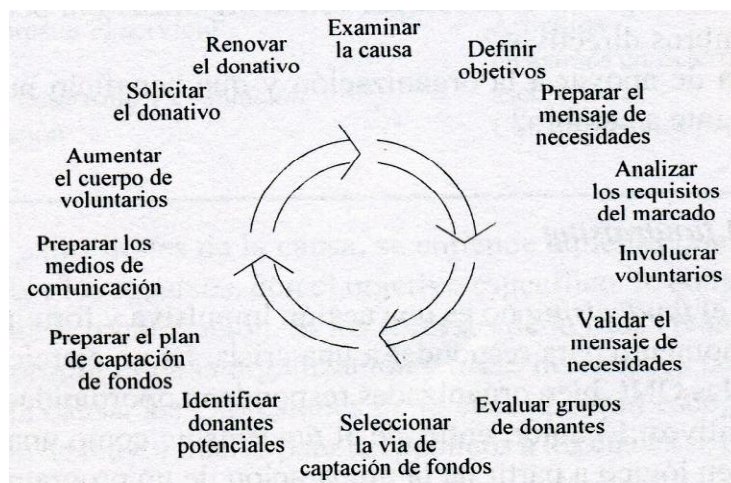 Examinar
la causa
Definir
objetivos
Preparar el
mensaje de
necesidades
Analizar
los requisitos
del marcado
Involucrar
voluntarios
Validar el
mensaje de
necesidades
Evaluar grupos
de donantes
Seleccionar
la via de
captación de fondos
Identificar
donantes
potenciales
Preparar el plan
de captación
de fondos
Preparar los
medios de
comunicación
Aumentar
el cuerpo de
voluntarios
Solicitar
el donativo
Renovar
el donativo